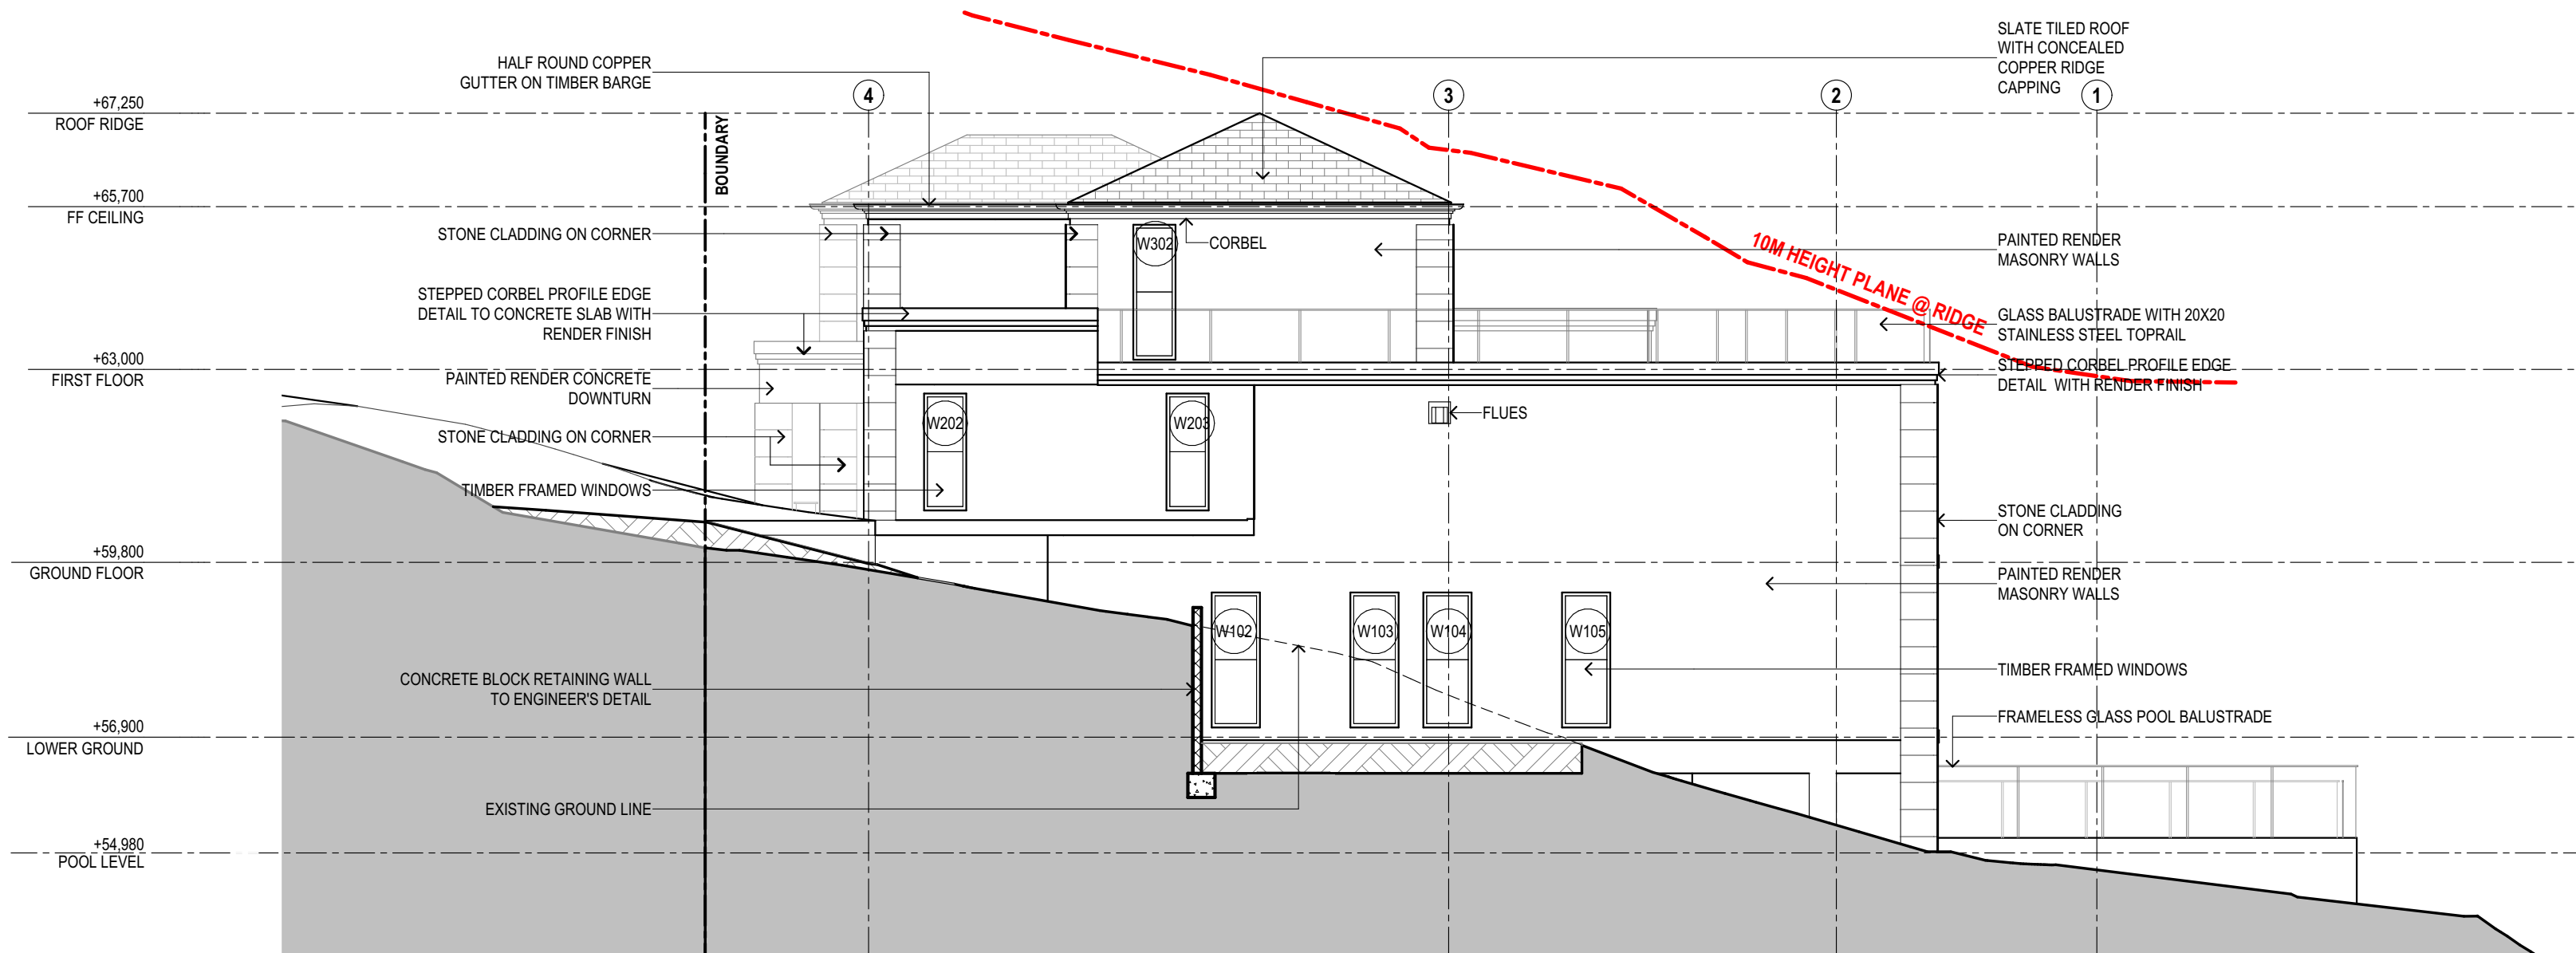 SLATE TILED ROOF
WITH CONCEALED
COPPER RIDGE
CAPPING
HALF ROUND COPPER
GUTTER ON TIMBER BARGE
4
3
2
1
+67,250
ROOF RIDGE
BOUNDARY
+65,700
FF CEILING
STONE CLADDING ON CORNER
W302
CORBEL
PAINTED RENDER
MASONRY WALLS
10M HEIGHT PLANE @ RIDGE
STEPPED CORBEL PROFILE EDGE
DETAIL TO CONCRETE SLAB WITH
RENDER FINISH
GLASS BALUSTRADE WITH 20X20
STAINLESS STEEL TOPRAIL
+63,000
FIRST FLOOR
STEPPED CORBEL PROFILE EDGE
DETAIL WITH RENDER FINISH
PAINTED RENDER CONCRETE
DOWNTURN
W202
W203
FLUES
STONE CLADDING ON CORNER
TIMBER FRAMED WINDOWS
STONE CLADDING
ON CORNER
+59,800
GROUND FLOOR
PAINTED RENDER
MASONRY WALLS
W102
W103
W104
W105
CONCRETE BLOCK RETAINING WALL
TO ENGINEER'S DETAIL
TIMBER FRAMED WINDOWS
+56,900
LOWER GROUND
FRAMELESS GLASS POOL BALUSTRADE
EXISTING GROUND LINE
+54,980
POOL LEVEL